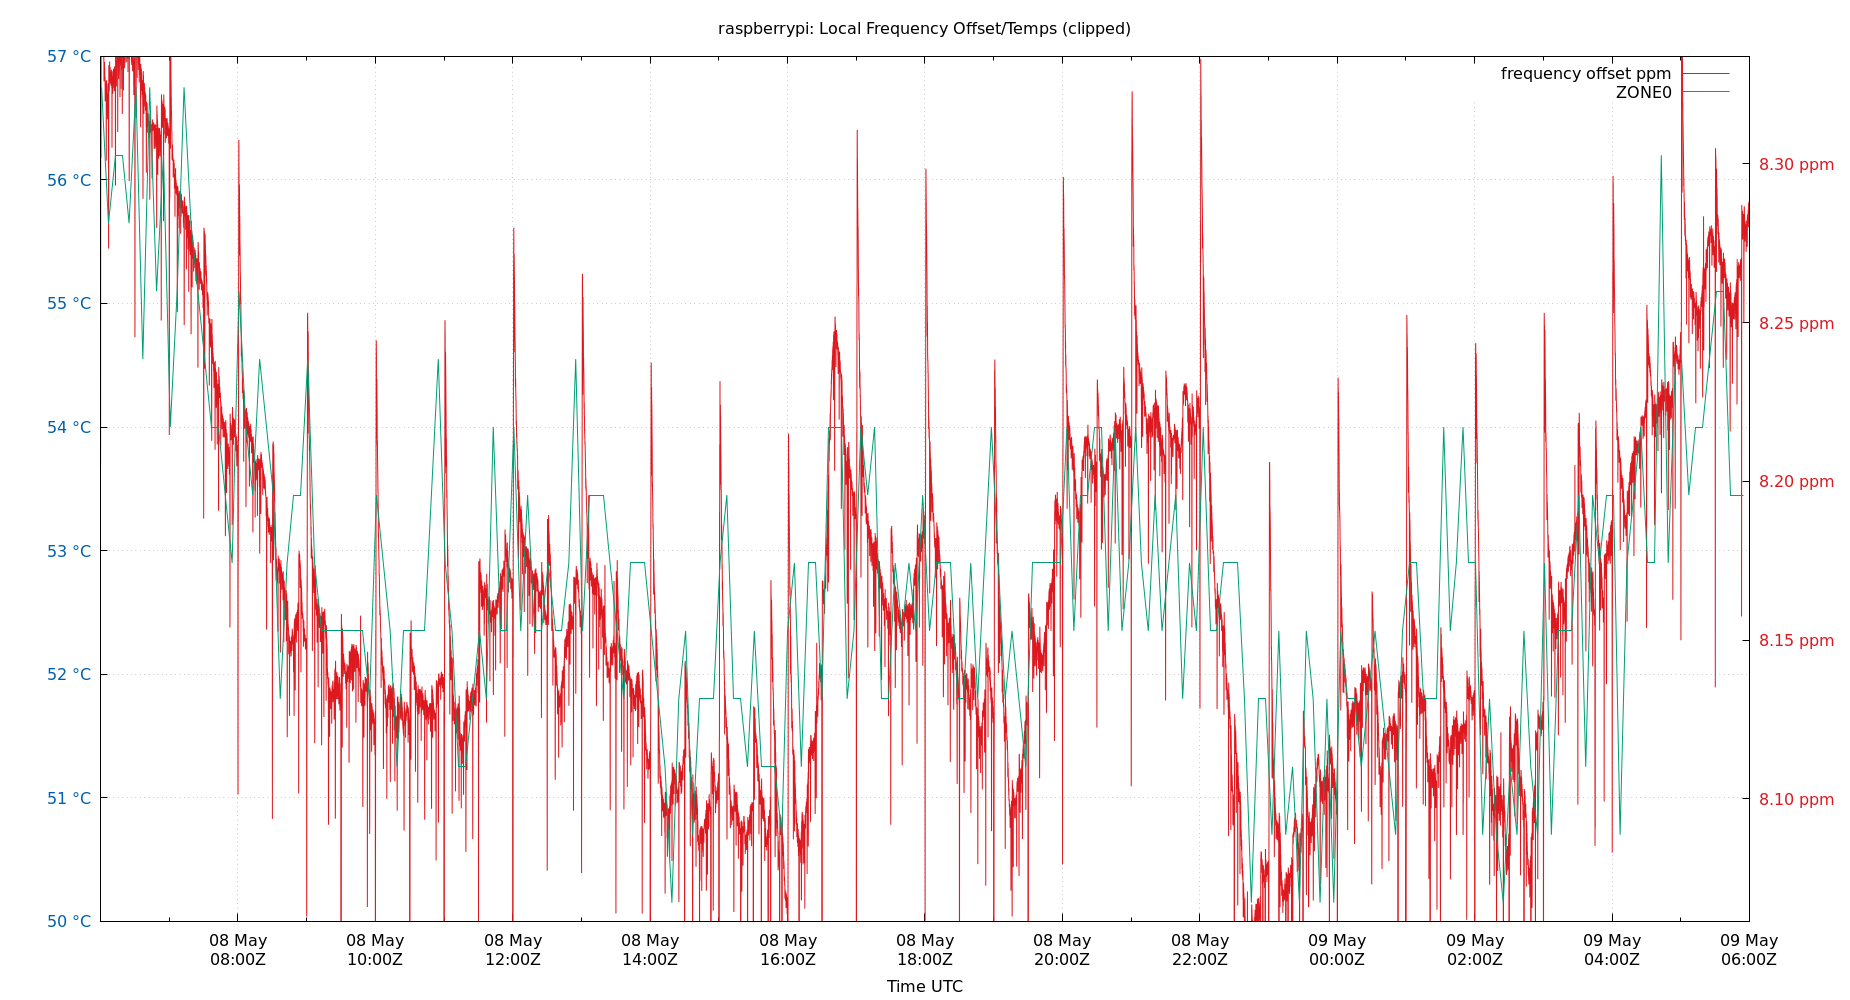 raspberrypi: Local Frequency Offset/Temps (clipped)
57 °C
56 °C
55 °C
54 °C
53 °C
52 °C
51 °C
50 °C
frequency offset ppm
ZONE0
8.30 ppm
8.25 ppm
8.20 ppm
8.15 ppm
8.10 ppm
08 May
08:00Z
08 May
10:00Z
08 May
12:00Z
08 May
14:00Z
08 May
16:00Z
08 May
18:00Z
08 May
20:00Z
08 May
22:00Z
09 May
00:00Z
09 May
02:00Z
09 May
04:00Z
09 May
06:00Z
Time UTC